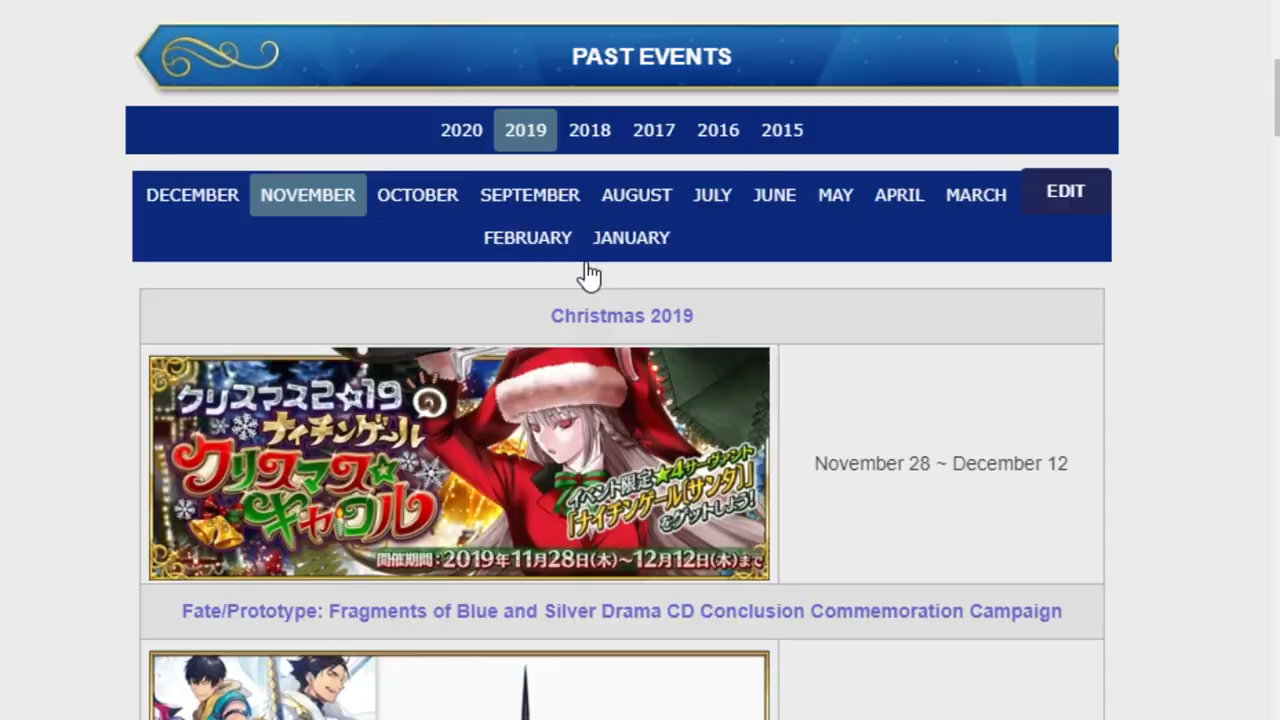 PAST EVENTS
2020 2019 2018 2017 2016 2015
DECEMBER NOVEMBER OCTOBER SEPTEMBER AUGUST JULY JUNE MAY APRIL MARCH EDIT
FEBRUARY JANUARY
Christmas 2019
クリスマス2☆19
ナイチンゲールの
クリスマス☆
キャロル
イベント限定★4サーヴァント
「ナイチンゲール〔サンタ〕」
をゲットしよう!
開催期間:2019年11月28日(木)~12月12日(木)まで
November 28 ~ December 12
Fate/Prototype: Fragments of Blue and Silver Drama CD Conclusion Commemoration Campaign